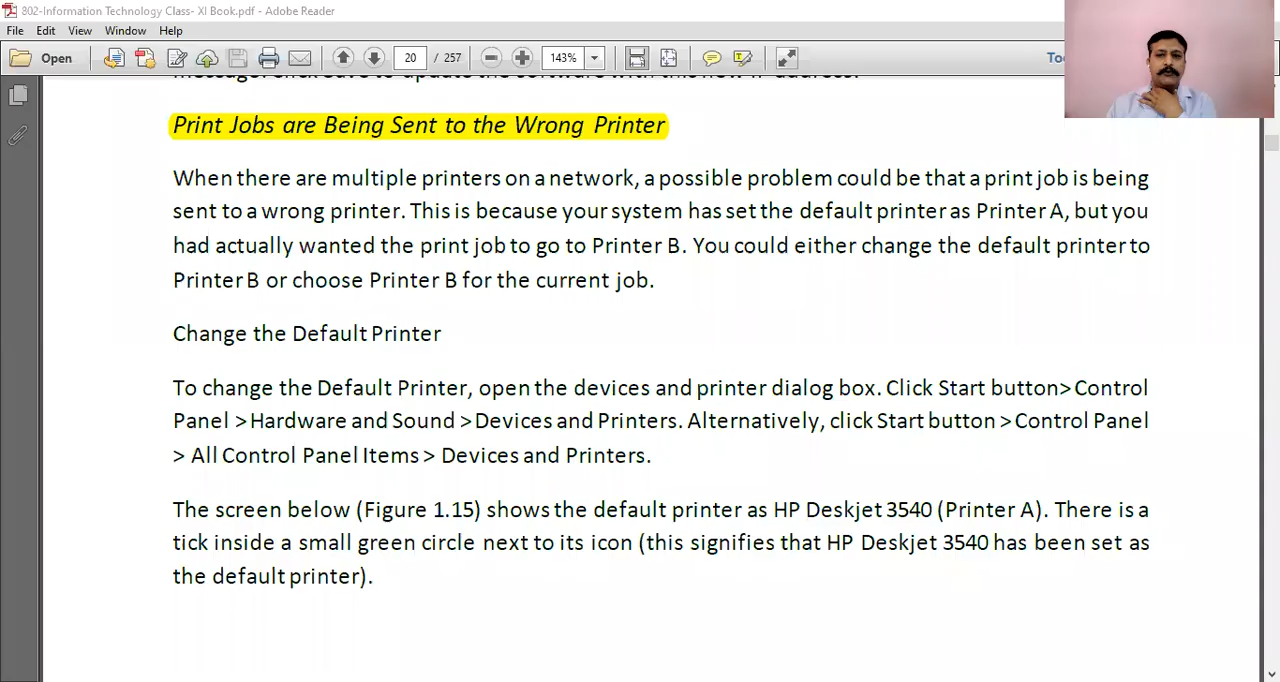 802-Information Technology Class- XI Book.pdf - Adobe Reader
File Edit View Window Help
Open 20 / 257 143% To
Print Jobs are Being Sent to the Wrong Printer
When there are multiple printers on a network, a possible problem could be that a print job is being
sent to a wrong printer. This is because your system has set the default printer as Printer A, but you
had actually wanted the print job to go to Printer B. You could either change the default printer to
Printer B or choose Printer B for the current job.
Change the Default Printer
To change the Default Printer, open the devices and printer dialog box. Click Start button> Control
Panel > Hardware and Sound > Devices and Printers. Alternatively, click Start button > Control Panel
> All Control Panel Items > Devices and Printers.
The screen below (Figure 1.15) shows the default printer as HP Deskjet 3540 (Printer A). There is a
tick inside a small green circle next to its icon (this signifies that HP Deskjet 3540 has been set as
the default printer).